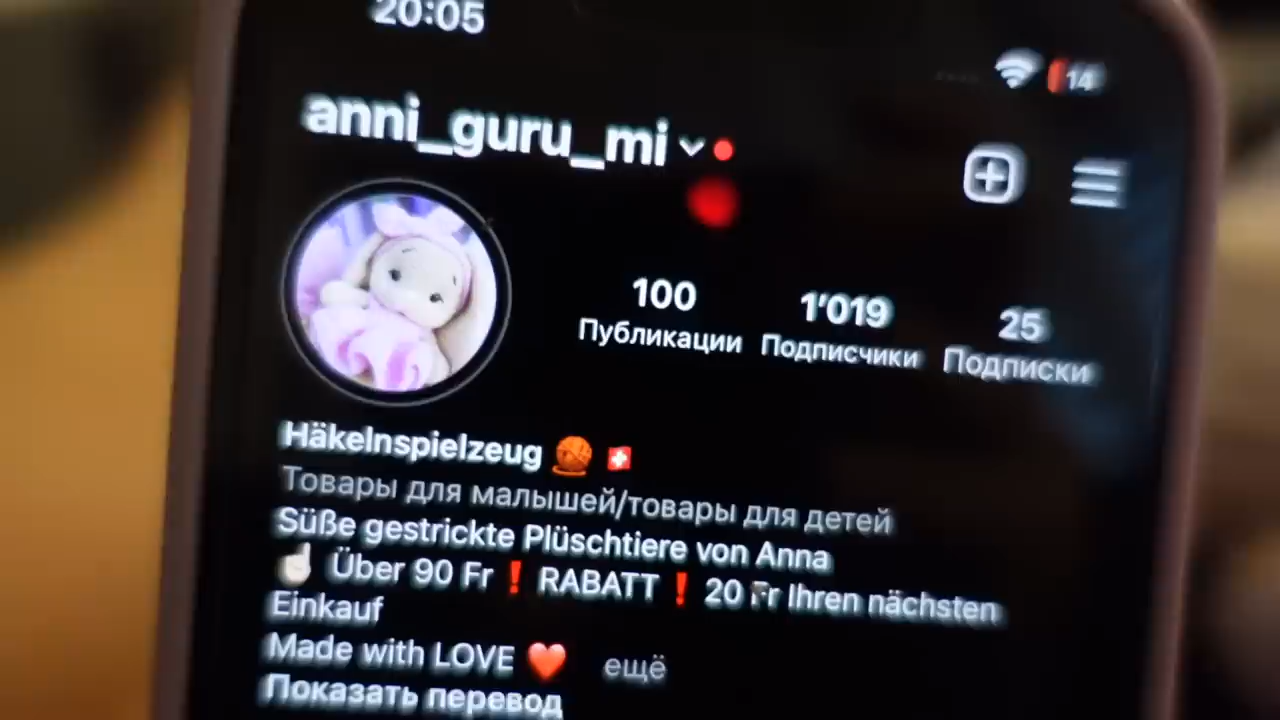 20:05
14
anni_guru_mi
100 1’019 25
Публикации Подписчики Подписки
Häkelnspielzeug 🧶 🇨🇭
Товары для малышей/товары для детей
Süße gestrickte Plüschtiere von Anna
☝🏻 Über 90 Fr❗RABATT❗20 Fr Ihren nächsten
Einkauf
Made with LOVE ❤️ ещё
Показать перевод